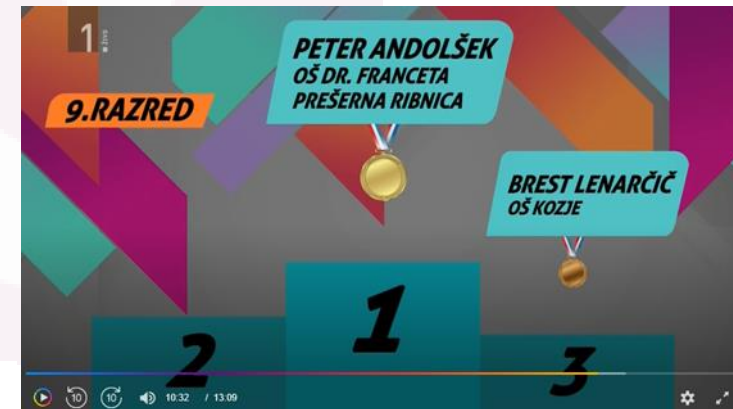 1
živo
9.RAZRED
PETER ANDOLŠEK
OŠ DR. FRANCETA
PREŠERNA RIBNICA
BREST LENARČIČ
OŠ KOZJE
1
2
3
10
10
10:32 / 13:09